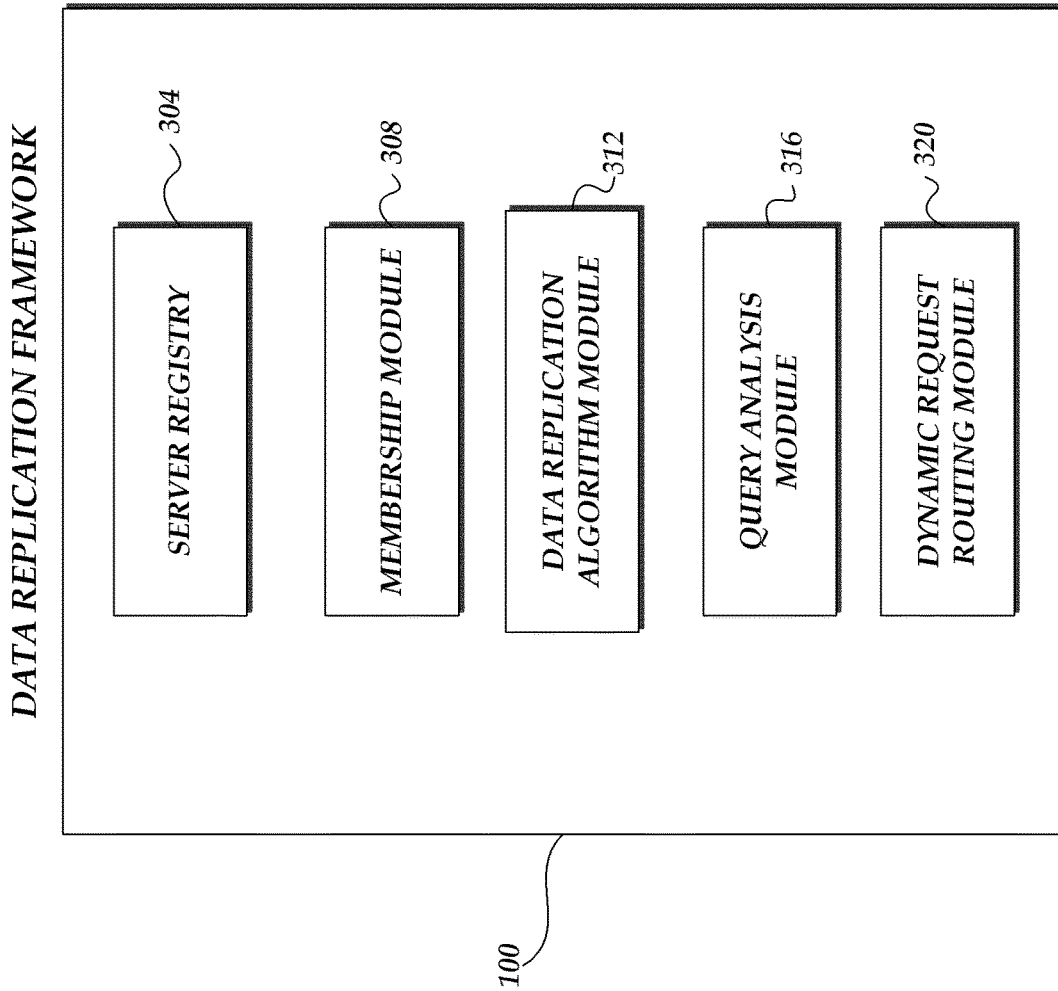 DATA REPLICATION FRAMEWORK
SERVER REGISTRY
304
MEMBERSHIP MODULE
308
DATA REPLICATION
ALGORITHM MODULE
312
QUERY ANALYSIS
MODULE
316
DYNAMIC REQUEST
ROUTING MODULE
320
100